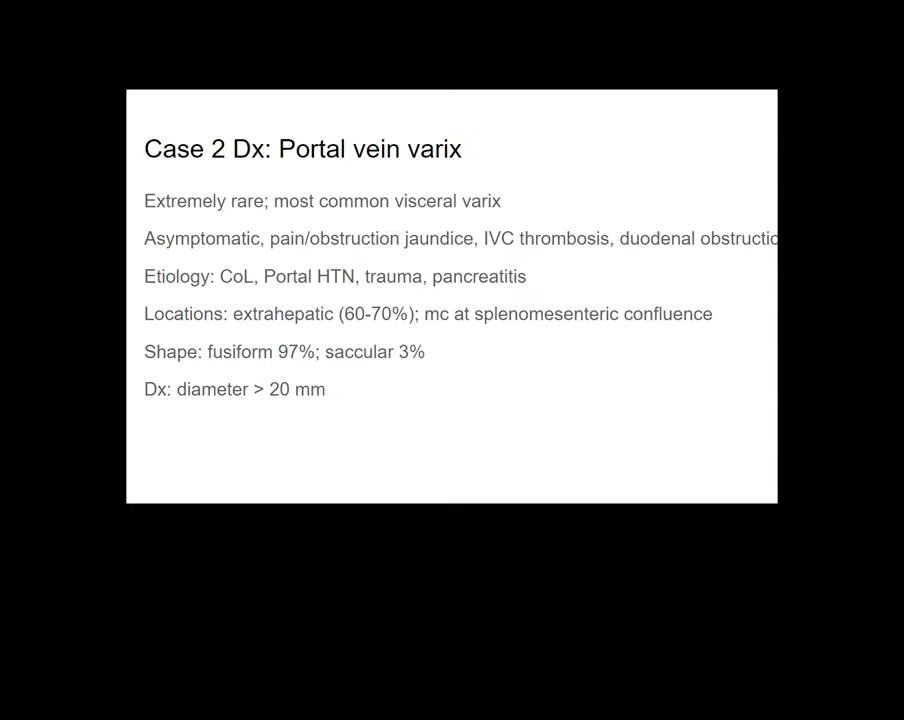 Case 2 Dx: Portal vein varix
Extremely rare; most common visceral varix
Asymptomatic, pain/obstruction jaundice, IVC thrombosis, duodenal obstructio
Etiology: CoL, Portal HTN, trauma, pancreatitis
Locations: extrahepatic (60-70%); mc at splenomesenteric confluence
Shape: fusiform 97%; saccular 3%
Dx: diameter > 20 mm